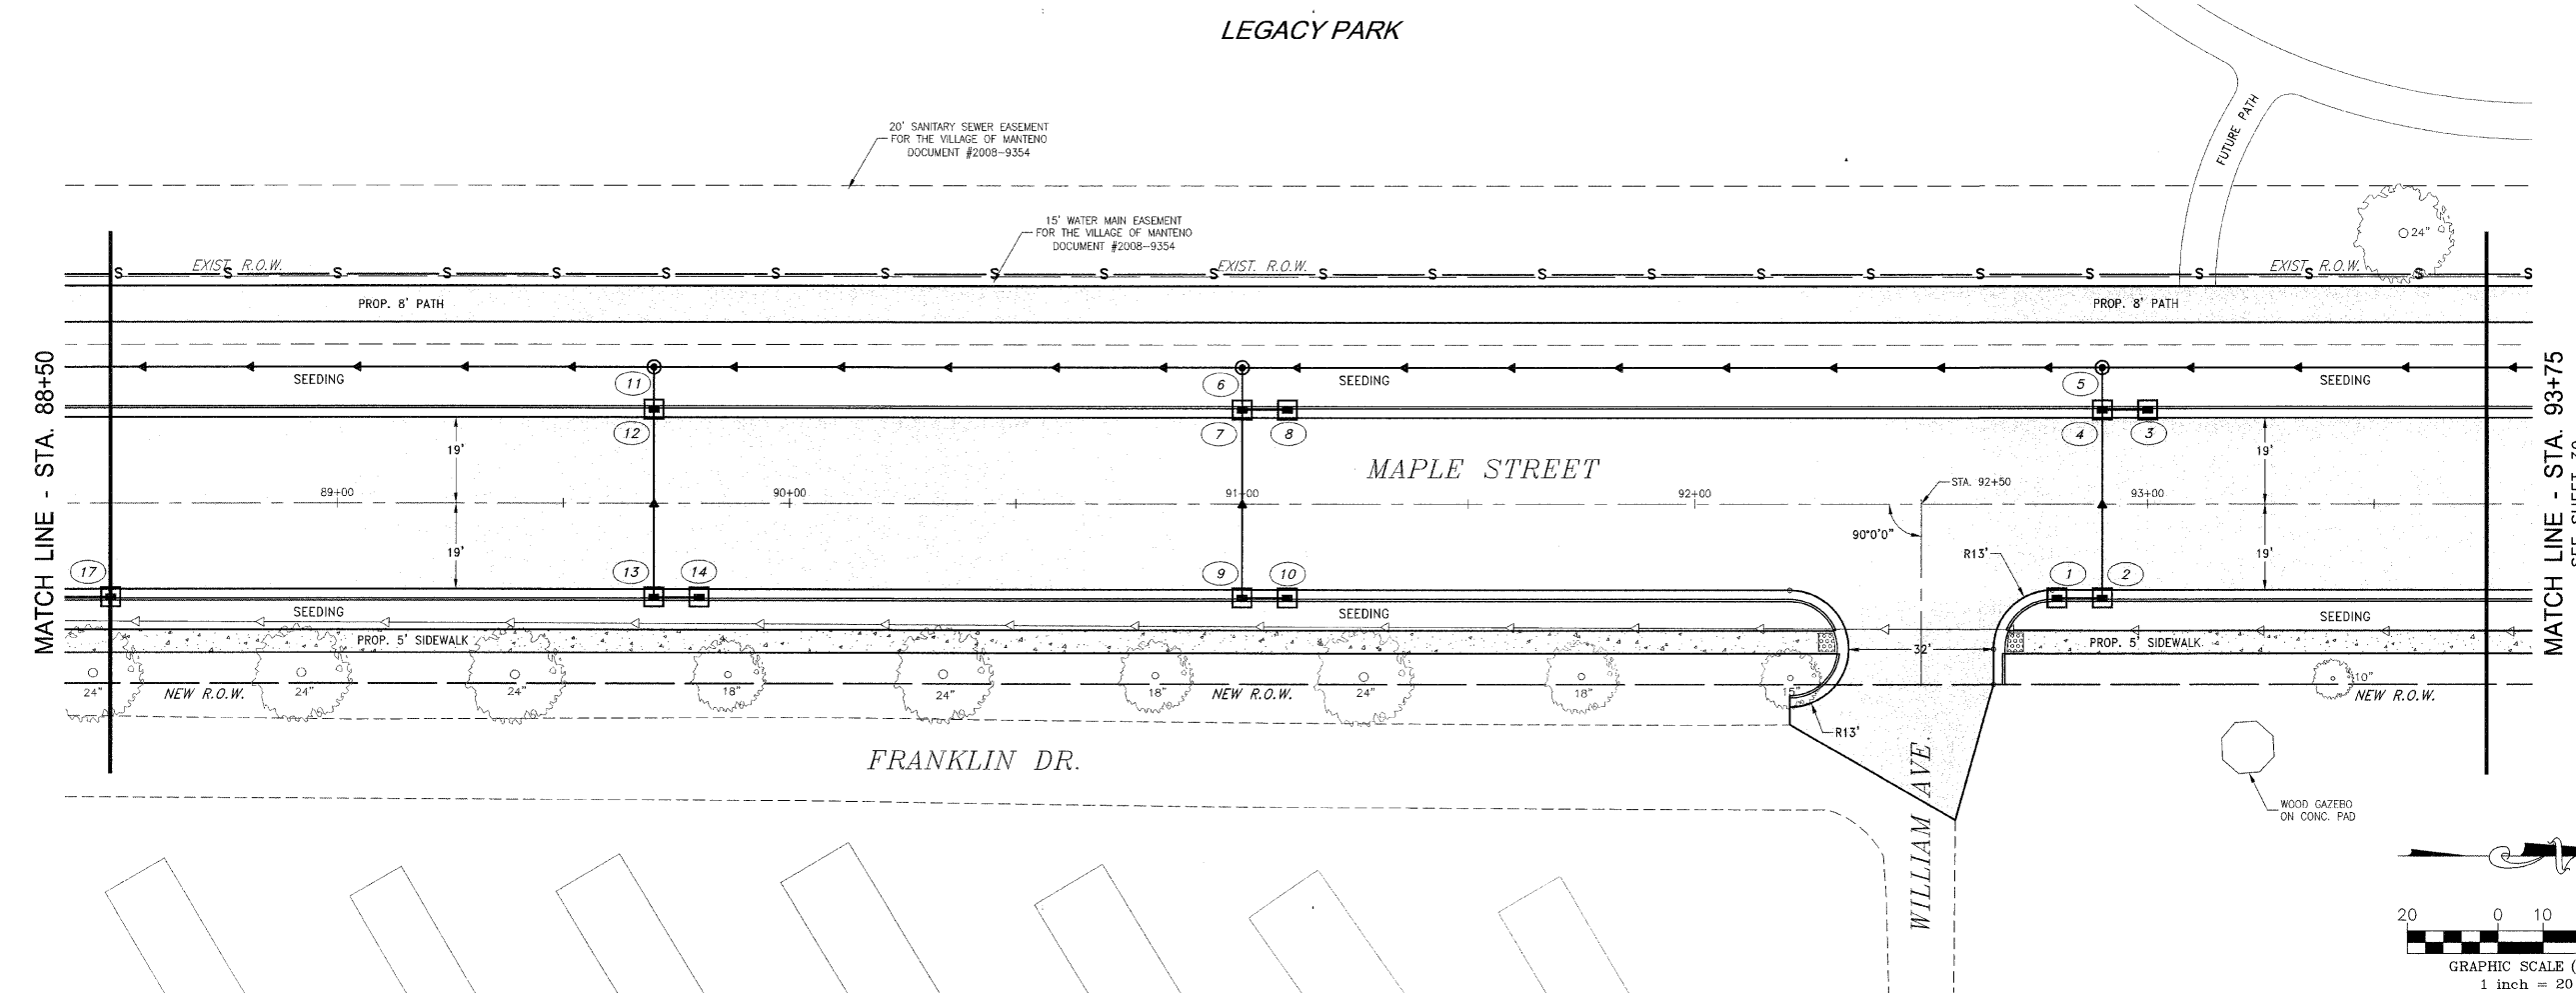 LEGACY PARK
20' SANITARY SEWER EASEMENT
FOR THE VILLAGE OF MANTENO
DOCUMENT #2008-9354
15' WATER MAIN EASEMENT
FOR THE VILLAGE OF MANTENO
DOCUMENT #2008-9354
FUTURE PATH
24"
S EXIST. R.O.W. S S S S S S S S S S EXIST. R.O.W. S S S S S S S S S EXIST. R.O.W. S S S
PROP. 8' PATH
PROP. 8' PATH
MATCH LINE - STA. 88+50
MATCH LINE - STA. 93+75
SEE SHEET 30
SEEDING
SEEDING
SEEDING
11
6
5
12
7
8
4
3
19'
19'
MAPLE STREET
89+00
90+00
91+00
92+00
93+00
STA. 92+50
90°0'0"
R13'
19'
19'
17
13
14
9
10
1
2
SEEDING
SEEDING
SEEDING
PROP. 5' SIDEWALK
PROP. 5' SIDEWALK
32'
24"
24"
24"
18"
24"
18"
24"
18"
15"
10"
NEW R.O.W.
NEW R.O.W.
NEW R.O.W.
R13'
FRANKLIN DR.
WILLIAM AVE.
WOOD GAZEBO
ON CONC. PAD
20 0 10
GRAPHIC SCALE (
1 inch = 20